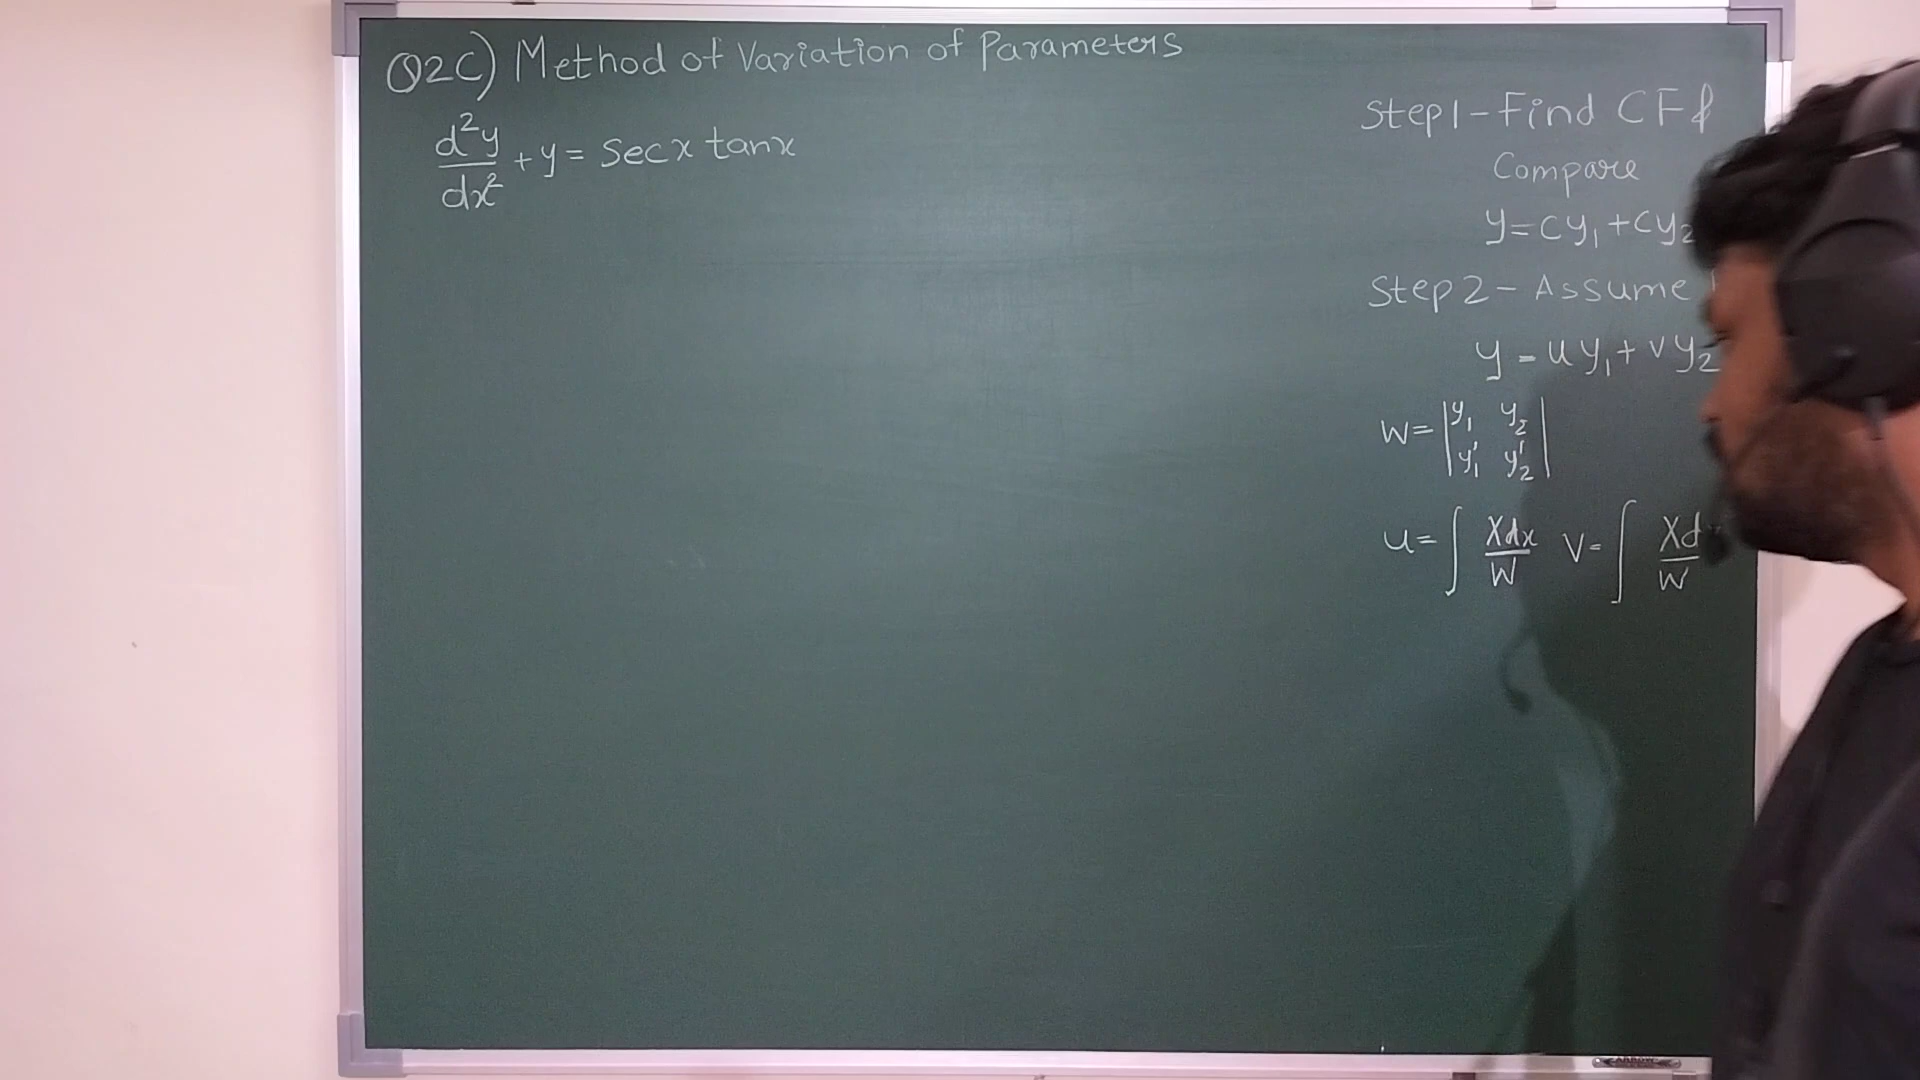 Q2C) Method of Variation of Parameters
d²y/dx² + y = secx tanx
Step1 - Find CF &
Compare
y = cy₁ + cy₂
Step2 - Assume
y = uy₁ + vy₂
W = |y₁ y₂|
|y₁' y₂'|
u = ∫ Xdx/W v = ∫ Xd/W
ARROW